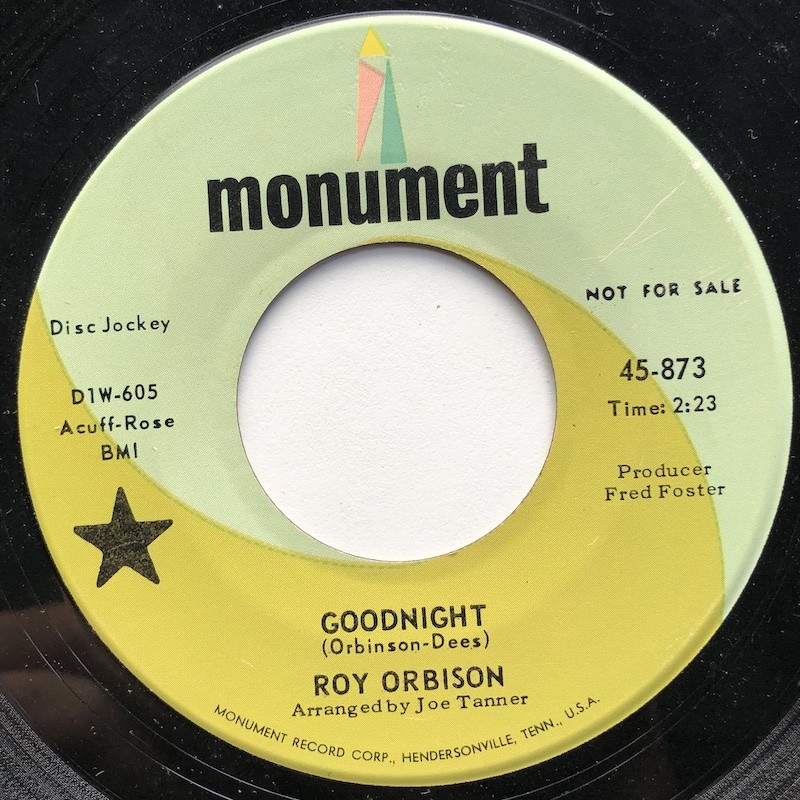 monument
NOT FOR SALE
Disc Jockey
45-873
Time: 2:23
D1W-605
Acuff-Rose
BMI
Producer
Fred Foster
GOODNIGHT
(Orbinson-Dees)
ROY ORBISON
Arranged by Joe Tanner
MONUMENT RECORD CORP., HENDERSONVILLE, TENN., U.S.A.